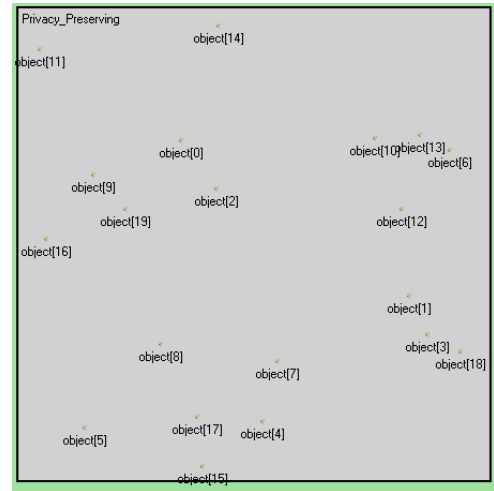 Privacy_Preserving
object[14]
object[11]
object[0]
object[10]
object[13]
object[6]
object[9]
object[2]
object[19]
object[12]
object[16]
object[1]
object[3]
object[8]
object[18]
object[7]
object[17]
object[4]
object[5]
object[15]